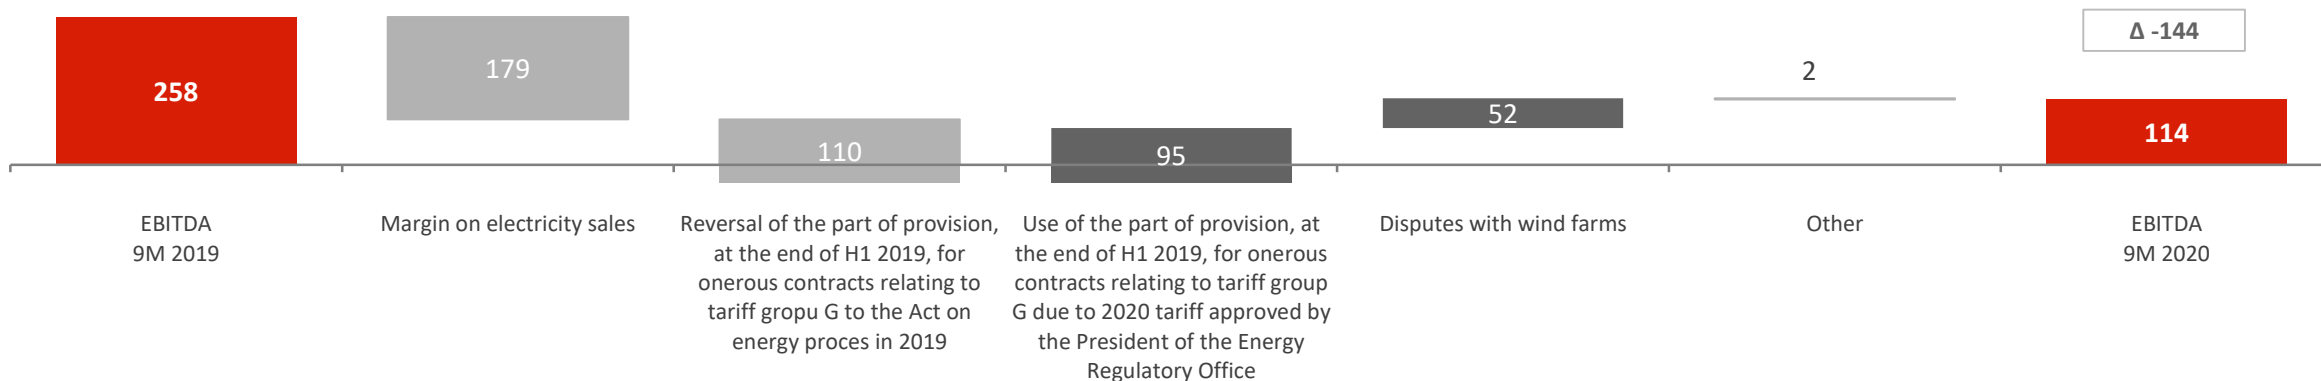 Δ -144
258
179
110
95
52
2
114
EBITDA
9M 2019
Margin on electricity sales
Reversal of the part of provision,
at the end of H1 2019, for
onerous contracts relating to
tariff gropu G to the Act on
energy proces in 2019
Use of the part of provision, at
the end of H1 2019, for onerous
contracts relating to tariff group
G due to 2020 tariff approved by
the President of the Energy
Regulatory Office
Disputes with wind farms
Other
EBITDA
9M 2020